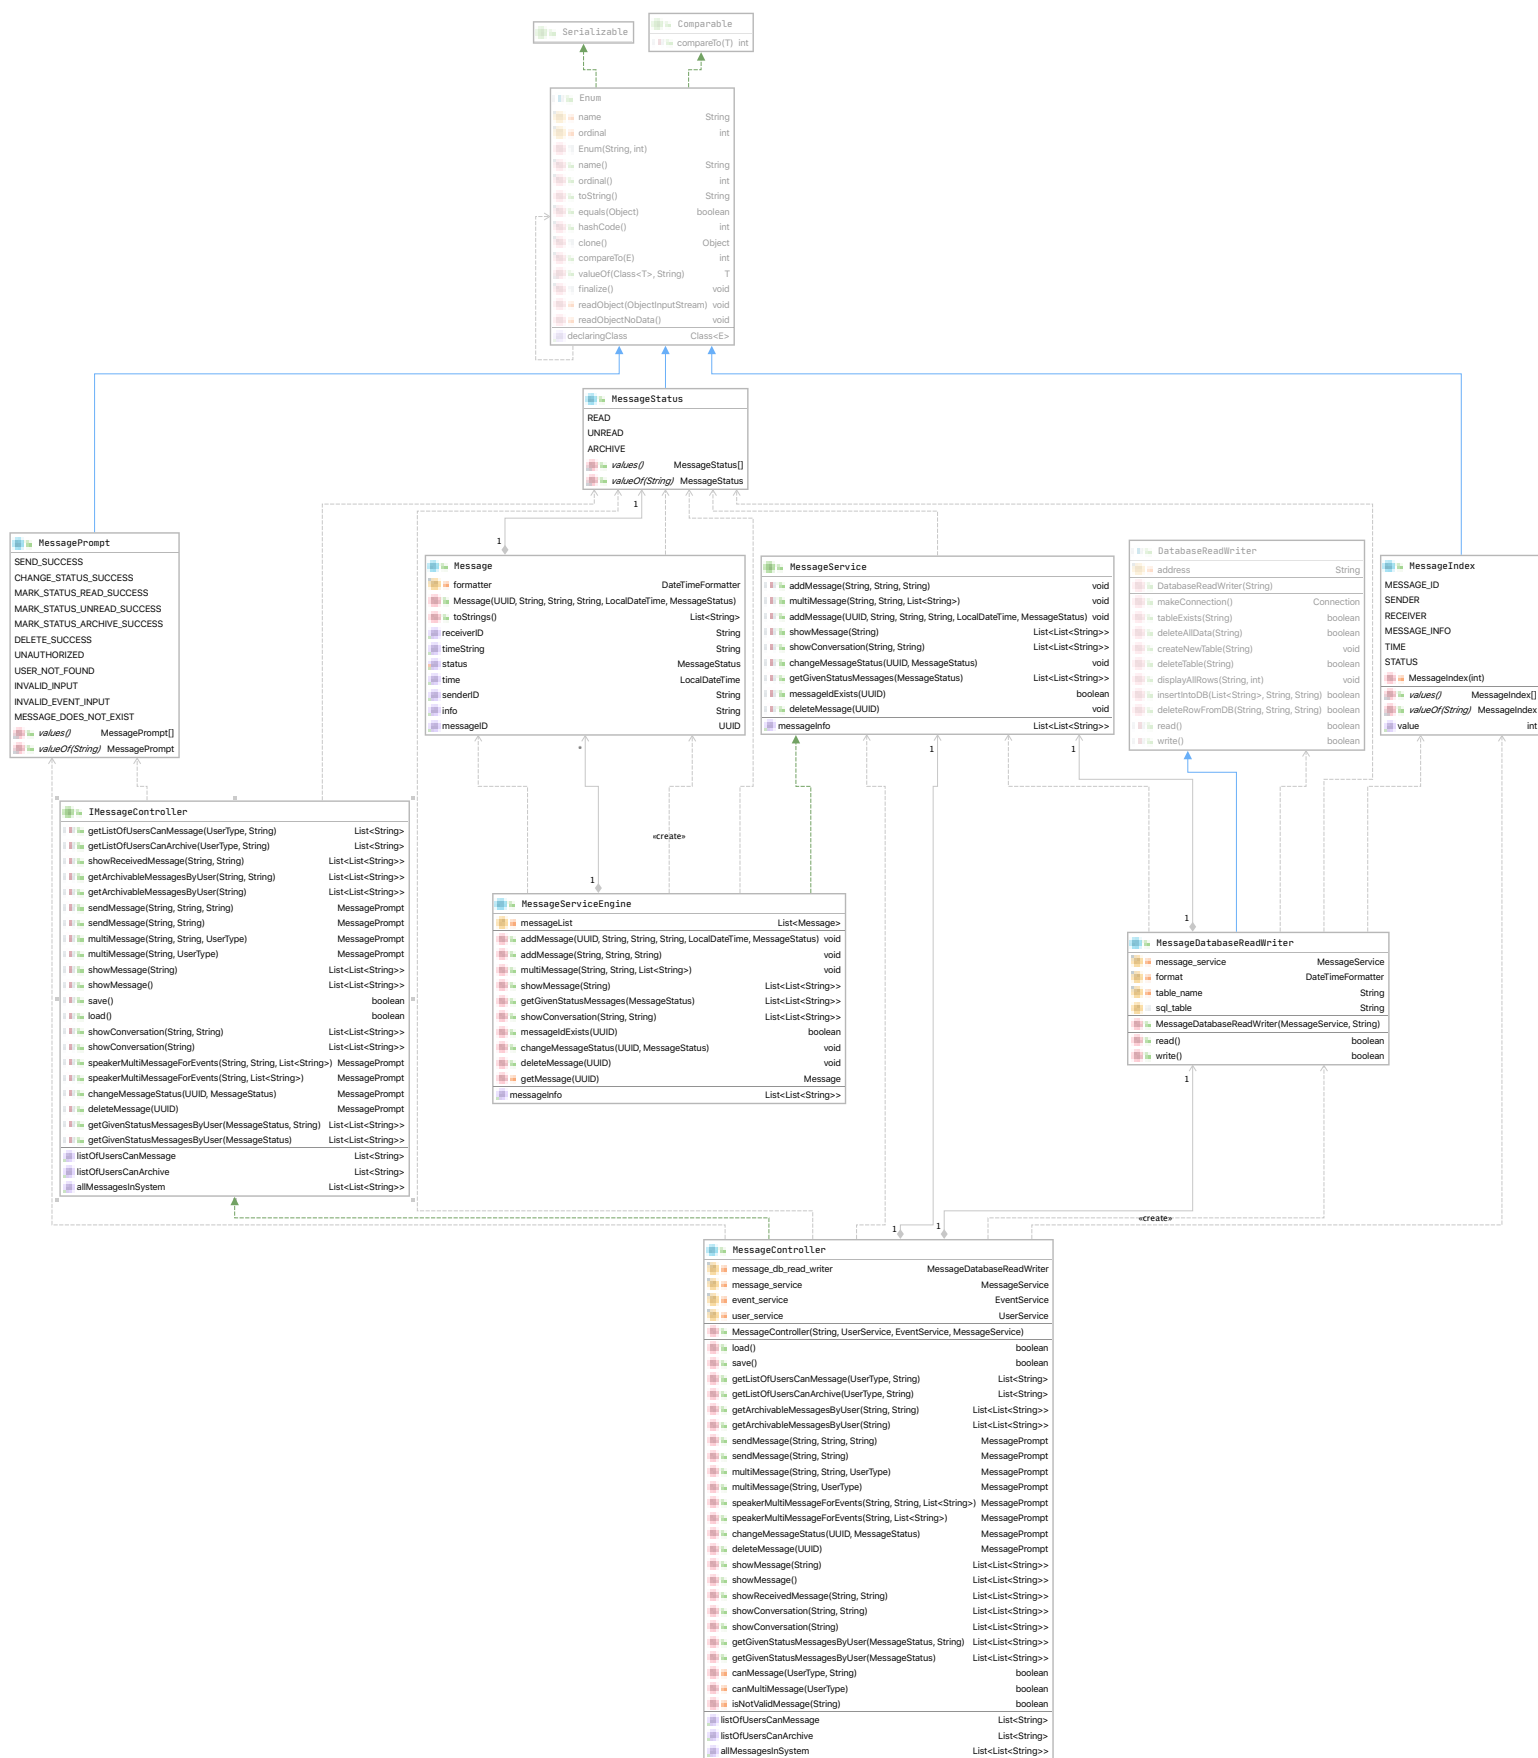 Serializable
Comparable
compareTo(T) int
Enum
name String
ordinal int
Enum(String, int)
name() String
ordinal() int
toString() String
equals(Object) boolean
hashCode() int
clone() Object
compareTo(E) int
valueOf(Class<T>, String) T
finalize() void
readObject(ObjectInputStream) void
readObjectNoData() void
declaringClass Class<E>
MessageStatus
READ
UNREAD
ARCHIVE
values() MessageStatus[]
valueOf(String) MessageStatus
1
1
MessagePrompt
SEND_SUCCESS
CHANGE_STATUS_SUCCESS
MARK_STATUS_READ_SUCCESS
MARK_STATUS_UNREAD_SUCCESS
MARK_STATUS_ARCHIVE_SUCCESS
DELETE_SUCCESS
UNAUTHORIZED
USER_NOT_FOUND
INVALID_INPUT
INVALID_EVENT_INPUT
MESSAGE_DOES_NOT_EXIST
values() MessagePrompt[]
valueOf(String) MessagePrompt
Message
formatter DateTimeFormatter
Message(UUID, String, String, String, LocalDateTime, MessageStatus)
toStrings() List<String>
receiverID String
timeString String
status MessageStatus
time LocalDateTime
senderID String
info String
messageID UUID
MessageService
addMessage(String, String, String) void
multiMessage(String, String, List<String>) void
addMessage(UUID, String, String, String, LocalDateTime, MessageStatus) void
showMessage(String) List<List<String>>
showConversation(String, String) List<List<String>>
changeMessageStatus(UUID, MessageStatus) void
getGivenStatusMessages(MessageStatus) List<List<String>>
messageIdExists(UUID) boolean
deleteMessage(UUID) void
messageInfo List<List<String>>
DatabaseReadWriter
address String
DatabaseReadWriter(String)
makeConnection() Connection
tableExists(String) boolean
deleteAllData(String) boolean
createNewTable(String) void
deleteTable(String) boolean
displayAllRows(String, int) void
insertIntoDB(List<String>, String, String) boolean
deleteRowFromDB(String, String, String) boolean
read() boolean
write() boolean
MessageIndex
MESSAGE_ID
SENDER
RECEIVER
MESSAGE_INFO
TIME
STATUS
MessageIndex(int)
values() MessageIndex[]
valueOf(String) MessageIndex
value int
*
1
1
«create»
1
1
IMessageController
getListOfUsersCanMessage(UserType, String) List<String>
getListOfUsersCanArchive(UserType, String) List<String>
showReceivedMessage(String, String) List<List<String>>
getArchivableMessagesByUser(String, String) List<List<String>>
getArchivableMessagesByUser(String) List<List<String>>
sendMessage(String, String, String) MessagePrompt
sendMessage(String, String) MessagePrompt
multiMessage(String, String, UserType) MessagePrompt
multiMessage(String, UserType) MessagePrompt
showMessage(String) List<List<String>>
showMessage() List<List<String>>
save() boolean
load() boolean
showConversation(String, String) List<List<String>>
showConversation(String) List<List<String>>
speakerMultiMessageForEvents(String, String, List<String>) MessagePrompt
speakerMultiMessageForEvents(String, List<String>) MessagePrompt
changeMessageStatus(UUID, MessageStatus) MessagePrompt
deleteMessage(UUID) MessagePrompt
getGivenStatusMessagesByUser(MessageStatus, String) List<List<String>>
getGivenStatusMessagesByUser(MessageStatus) List<List<String>>
listOfUsersCanMessage List<String>
listOfUsersCanArchive List<String>
allMessagesInSystem List<List<String>>
MessageServiceEngine
messageList List<Message>
addMessage(UUID, String, String, String, LocalDateTime, MessageStatus) void
addMessage(String, String, String) void
multiMessage(String, String, List<String>) void
showMessage(String) List<List<String>>
getGivenStatusMessages(MessageStatus) List<List<String>>
showConversation(String, String) List<List<String>>
messageIdExists(UUID) boolean
changeMessageStatus(UUID, MessageStatus) void
deleteMessage(UUID) void
getMessage(UUID) Message
messageInfo List<List<String>>
MessageDatabaseReadWriter
message_service MessageService
format DateTimeFormatter
table_name String
sql_table String
MessageDatabaseReadWriter(MessageService, String)
read() boolean
write() boolean
1
1
1
«create»
MessageController
message_db_read_writer MessageDatabaseReadWriter
message_service MessageService
event_service EventService
user_service UserService
MessageController(String, UserService, EventService, MessageService)
load() boolean
save() boolean
getListOfUsersCanMessage(UserType, String) List<String>
getListOfUsersCanArchive(UserType, String) List<String>
getArchivableMessagesByUser(String, String) List<List<String>>
getArchivableMessagesByUser(String) List<List<String>>
sendMessage(String, String, String) MessagePrompt
sendMessage(String, String) MessagePrompt
multiMessage(String, String, UserType) MessagePrompt
multiMessage(String, UserType) MessagePrompt
speakerMultiMessageForEvents(String, String, List<String>) MessagePrompt
speakerMultiMessageForEvents(String, List<String>) MessagePrompt
changeMessageStatus(UUID, MessageStatus) MessagePrompt
deleteMessage(UUID) MessagePrompt
showMessage(String) List<List<String>>
showMessage() List<List<String>>
showReceivedMessage(String, String) List<List<String>>
showConversation(String, String) List<List<String>>
showConversation(String) List<List<String>>
getGivenStatusMessagesByUser(MessageStatus, String) List<List<String>>
getGivenStatusMessagesByUser(MessageStatus) List<List<String>>
canMessage(UserType, String) boolean
canMultiMessage(UserType) boolean
isNotValidMessage(String) boolean
listOfUsersCanMessage List<String>
listOfUsersCanArchive List<String>
allMessagesInSystem List<List<String>>